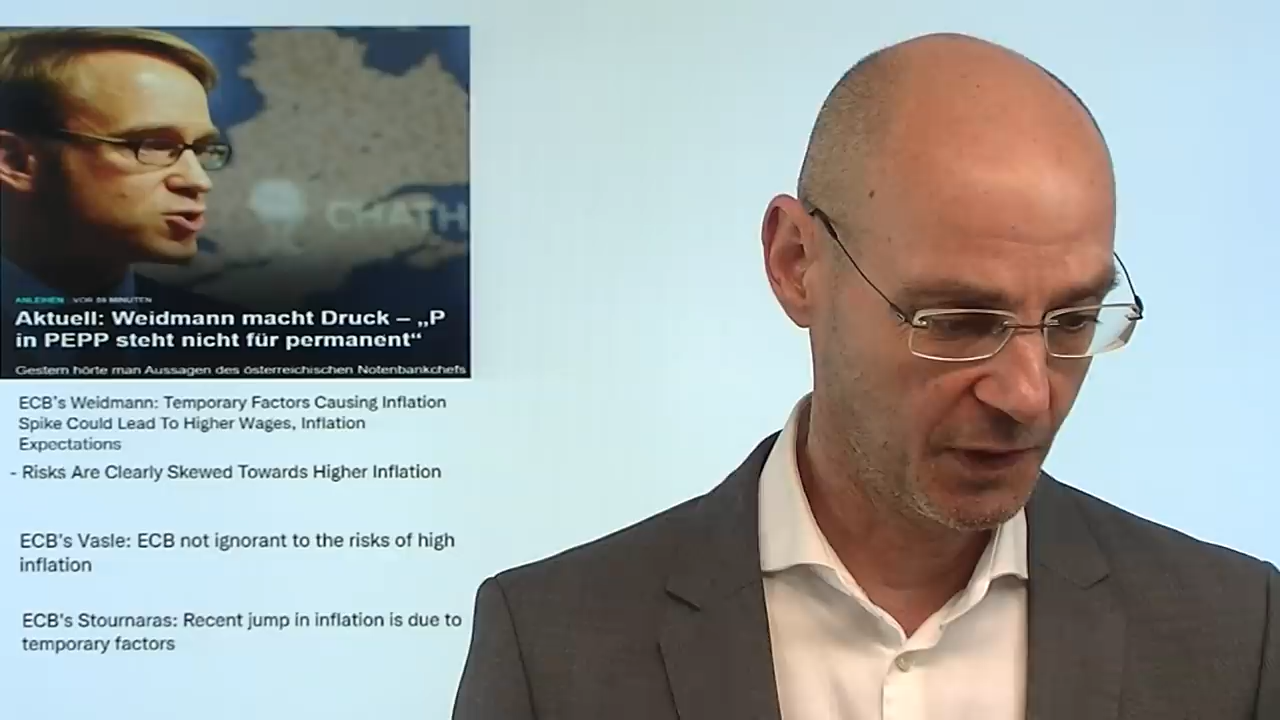 CHATH
ANLEIHEN VOR 59 MINUTEN
Aktuell: Weidmann macht Druck – „P
in PEPP steht nicht für permanent“
Gestern hörte man Aussagen des österreichischen Notenbankchefs
ECB's Weidmann: Temporary Factors Causing Inflation
Spike Could Lead To Higher Wages, Inflation
Expectations
- Risks Are Clearly Skewed Towards Higher Inflation
ECB's Vasle: ECB not ignorant to the risks of high
inflation
ECB's Stournaras: Recent jump in inflation is due to
temporary factors